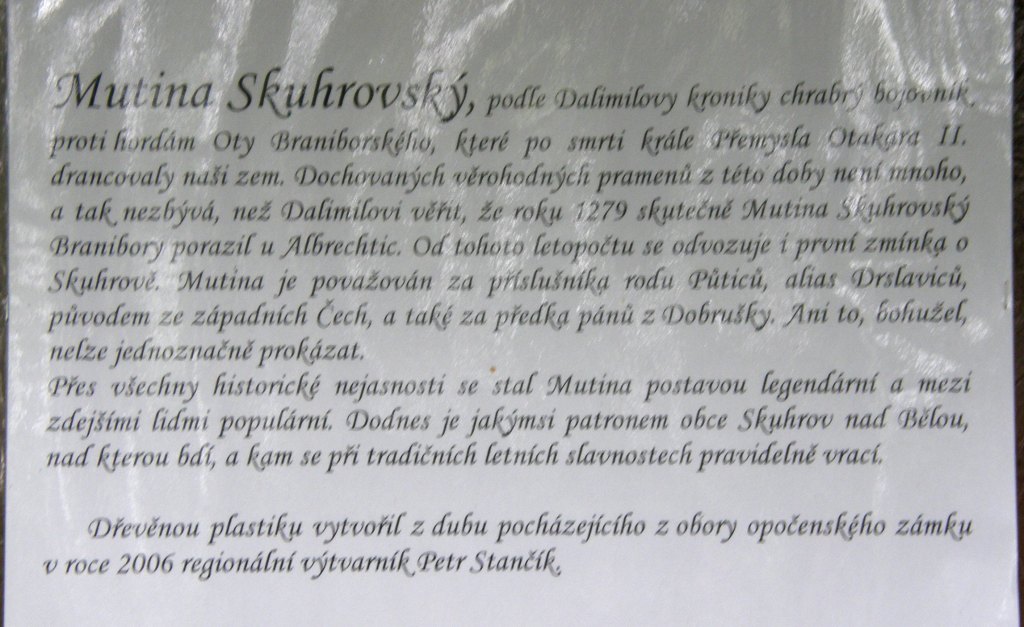 Mutina Skuhrovský, podle Dalimilovy kroniky chrabrý bojovník
proti hordám Oty Braniborského, které po smrti krále Přemysla Otakara II.
drancovaly naši zem. Dochovaných věrohodných pramenů z této doby není mnoho,
a tak nezbývá, než Dalimilovi věřit, že roku 1279 skutečně Mutina Skuhrovský
Branibory porazil u Albrechtic. Od tohoto letopočtu se odvozuje i první zmínka o
Skuhrově. Mutina je považován za příslušníka rodu Půticů, alias Drslaviců,
původem ze západních Čech, a také za předka pánů z Dobrušky. Ani to, bohužel,
nelze jednoznačně prokázat.
Přes všechny historické nejasnosti se stal Mutina postavou legendární a mezi
zdejšími lidmi populární. Dodnes je jakýmsi patronem obce Skuhrov nad Bělou,
nad kterou bdí, a kam se při tradičních letních slavnostech pravidelně vrací.
Dřevěnou plastiku vytvořil z dubu pocházejícího z obory opočenského zámku
v roce 2006 regionální výtvarník Petr Stančík.